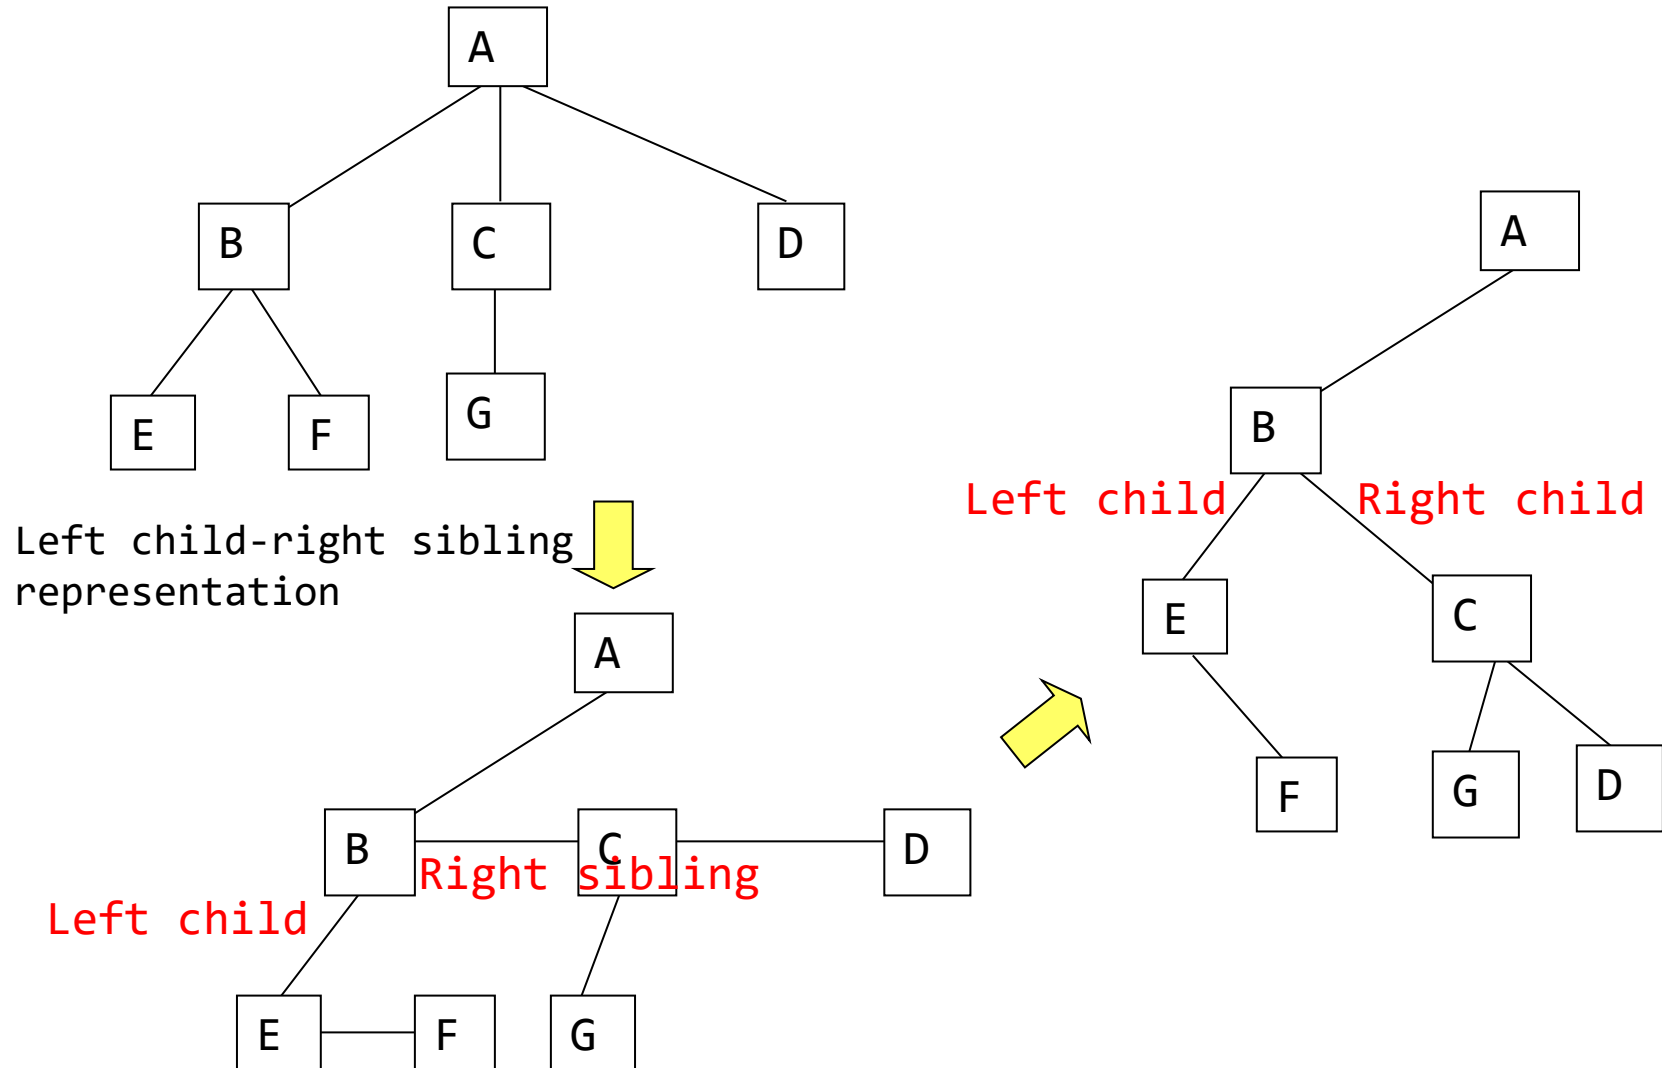 A
B
C
D
E
F
G
Left child-right sibling
representation
A
B
C
D
Right sibling
Left child
E
F
G
A
B
Left child
Right child
E
C
F
G
D